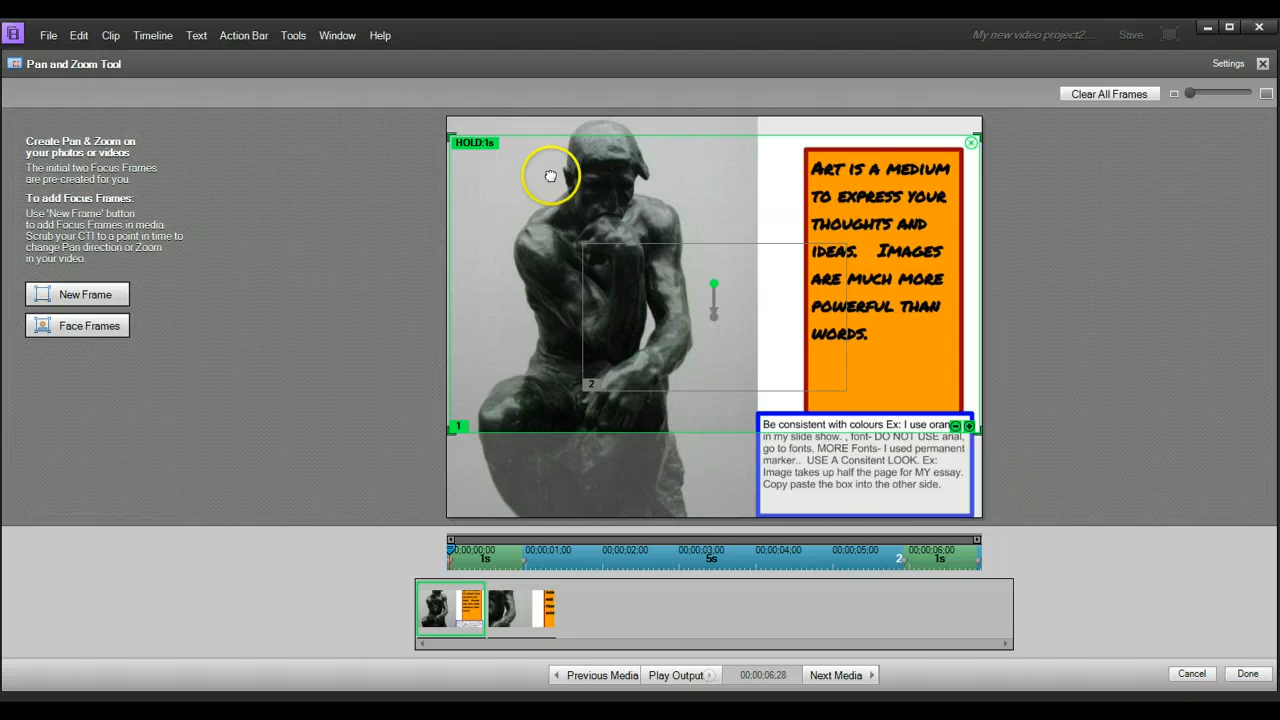 File Edit Clip Timeline Text Action Bar Tools Window Help My new video project2.... Save
Pan and Zoom Tool Settings
Clear All Frames
Create Pan & Zoom on
your photos or videos
The initial two Focus Frames
are pre-created for you.
To add Focus Frames:
Use 'New Frame' button
to add Focus Frames in media.
Scrub your CTI to a point in time to
change Pan direction or Zoom
in your video.
New Frame
Face Frames
HOLD:1s
ART IS A MEDIUM
TO EXPRESS YOUR
THOUGHTS AND
IDEAS. IMAGES
ARE MUCH MORE
POWERFUL THAN
WORDS.
2
1
Be consistent with colours Ex: I use oran
in my slide show. , font- DO NOT USE arial,
go to fonts, MORE Fonts- I used permanent
marker.. USE A Consitent LOOK. Ex:
Image takes up half the page for MY essay.
Copy paste the box into the other side.
0;00;00;00 00;00;01;00 00;00;02;00 00;00;03;00 00;00;04;00 00;00;05;00 00;00;06;00
1s 5s 2 1s
Previous Media Play Output 00:00:06:28 Next Media Cancel Done